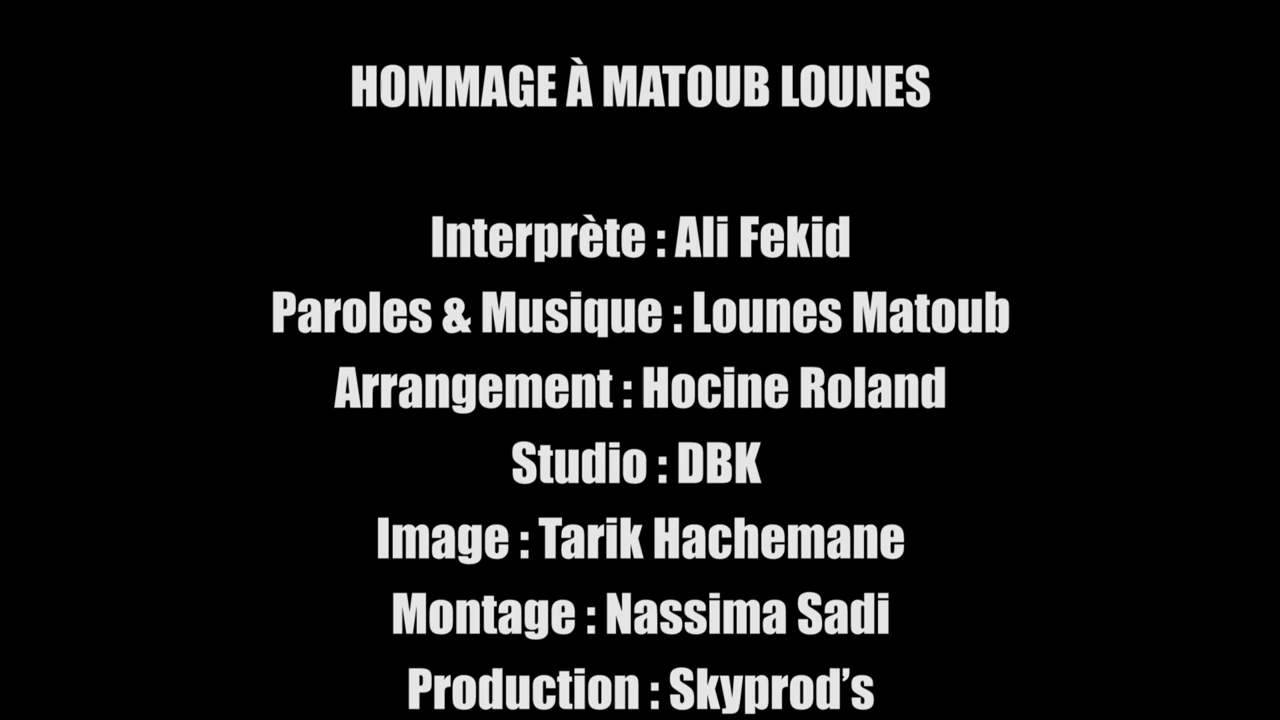 HOMMAGE À MATOUB LOUNES
Interprète : Ali Fekid
Paroles & Musique : Lounes Matoub
Arrangement : Hocine Roland
Studio : DBK
Image : Tarik Hachemane
Montage : Nassima Sadi
Production : Skyprod’s